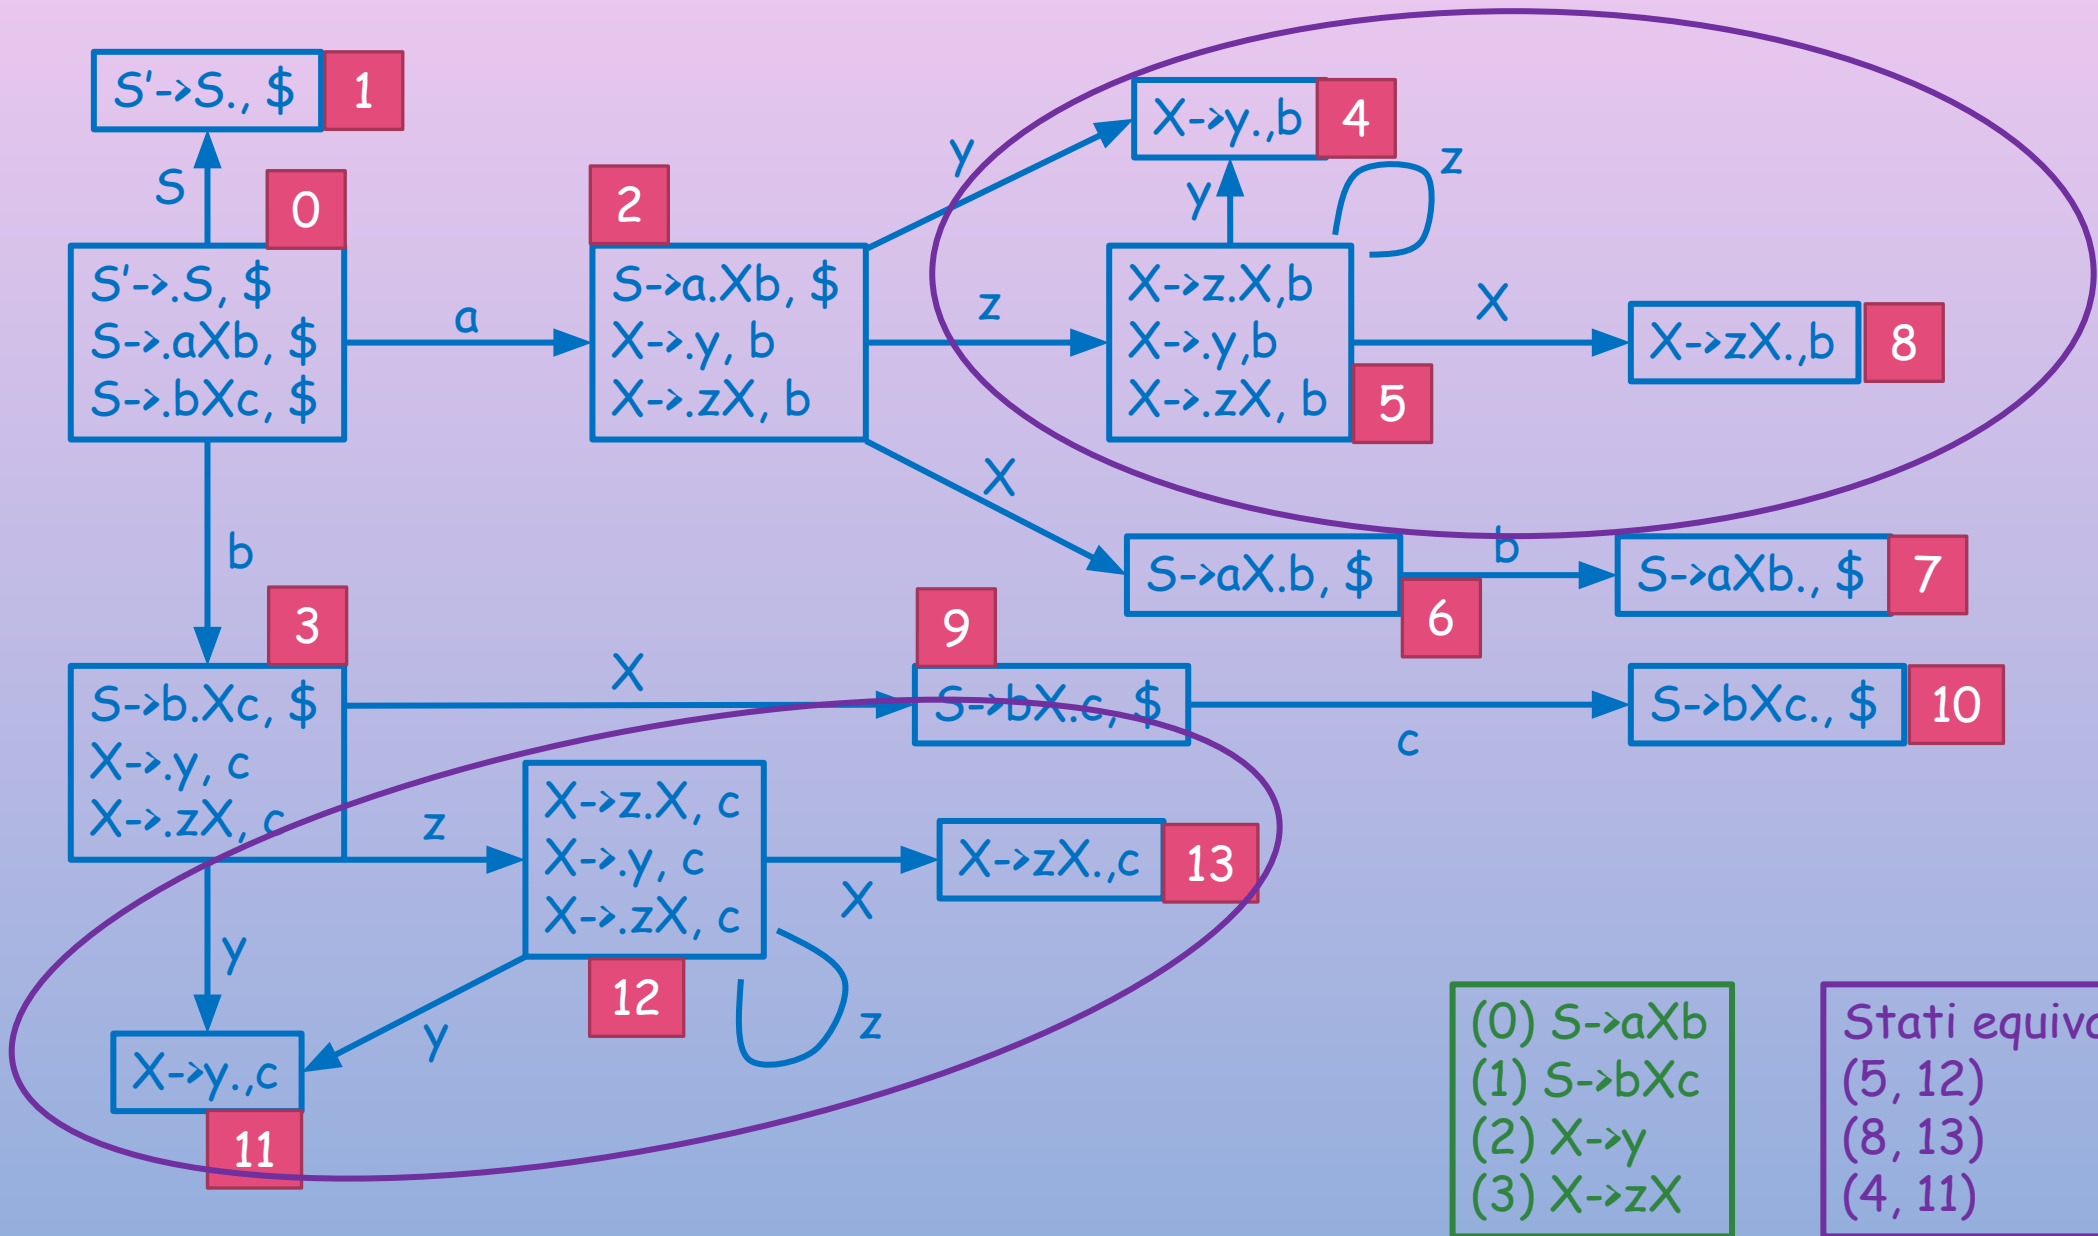 S'->S., $
1
S
0
S'->.S, $
S->.aXb, $
S->.bXc, $
a
2
S->a.Xb, $
X->.y, b
X->.zX, b
y
X->y.,b
4
y
z
z
X->z.X,b
X->.y,b
X->.zX, b
5
X
X->zX.,b
8
X
S->aX.b, $
6
b
S->aXb., $
7
b
3
S->b.Xc, $
X->.y, c
X->.zX, c
X
9
S->bX.c, $
c
S->bXc., $
10
z
X->z.X, c
X->.y, c
X->.zX, c
12
X
X->zX.,c
13
y
y
z
X->y.,c
11
(0) S->aXb
(1) S->bXc
(2) X->y
(3) X->zX
Stati
(5, 12)
(8, 13)
(4, 11)